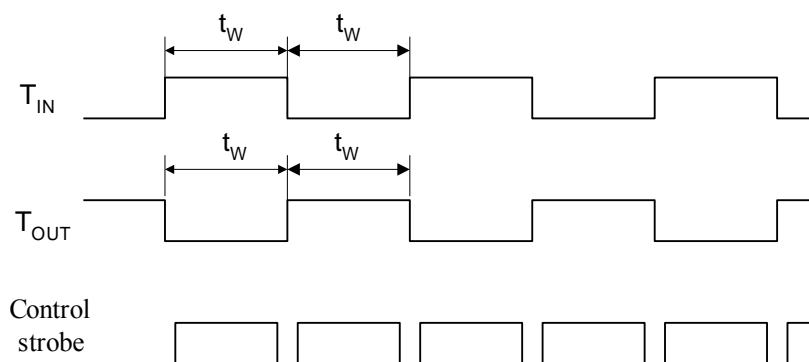 t_W t_W
T_IN
t_W t_W
T_OUT
Control
strobe